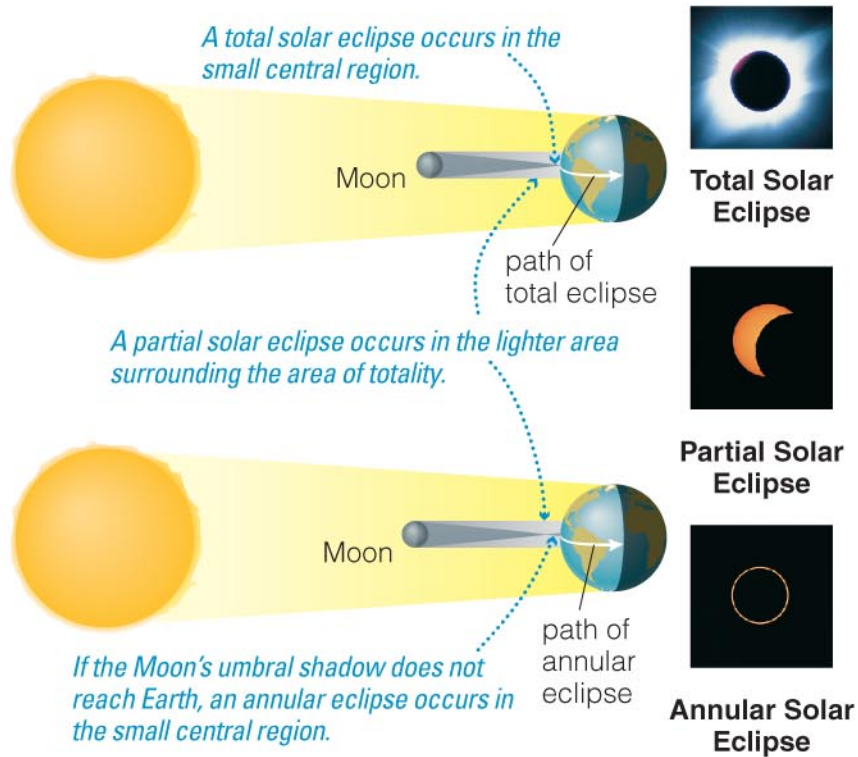 A total solar eclipse occurs in the
small central region.
Moon
path of
total eclipse
Total Solar
Eclipse
A partial solar eclipse occurs in the lighter area
surrounding the area of totality.
Partial Solar
Eclipse
Moon
path of
annular
eclipse
If the Moon's umbral shadow does not
reach Earth, an annular eclipse occurs in
the small central region.
Annular Solar
Eclipse